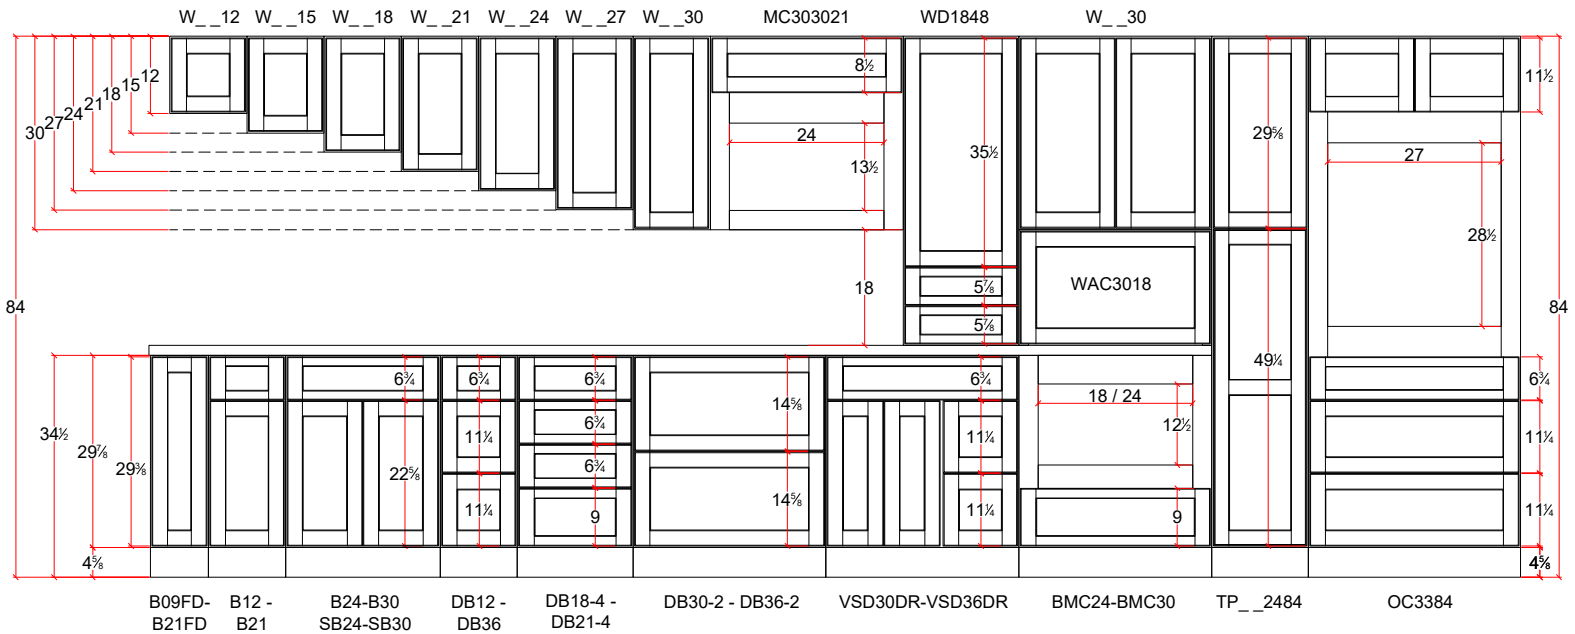 W_ _12 W_ _15 W_ _18 W_ _21 W_ _24 W_ _27 W_ _30 MC303021 WD1848 W_ _30
12
15
18
21
24
27
30
8½
11½
24
13½
35½
29⅝
27
28½
18
5⅞
5⅞
WAC3018
84
84
49¼
6¾ 6¾ 6¾ 6¾ 6¾
14⅝
18 / 24
6¾
12½
34½
29⅞
29⅜
22⅝
11¼
6¾
11¼
11¼
11¼
14⅝
11¼
9
9
11¼
4⅝
4⅝
B09FD-
B21FD
B12 -
B21
B24-B30
SB24-SB30
DB12 -
DB36
DB18-4 -
DB21-4
DB30-2 - DB36-2
VSD30DR-VSD36DR
BMC24-BMC30
TP_ _2484
OC3384